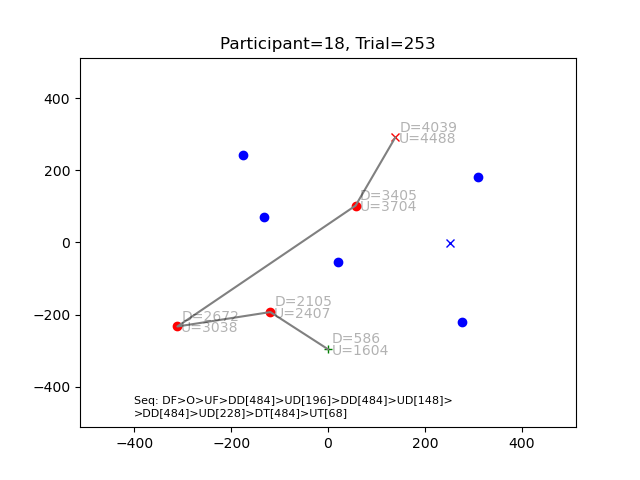 Participant=18, Trial=253
400
200
0
−200
−400
−400
−200
0
200
400
D=4039
U=4488
D=3405
U=3704
D=2105
U=2407
D=2672
U=3038
D=586
U=1604
Seq: DF>O>UF>DD[484]>UD[196]>DD[484]>UD[148]>
>DD[484]>UD[228]>DT[484]>UT[68]